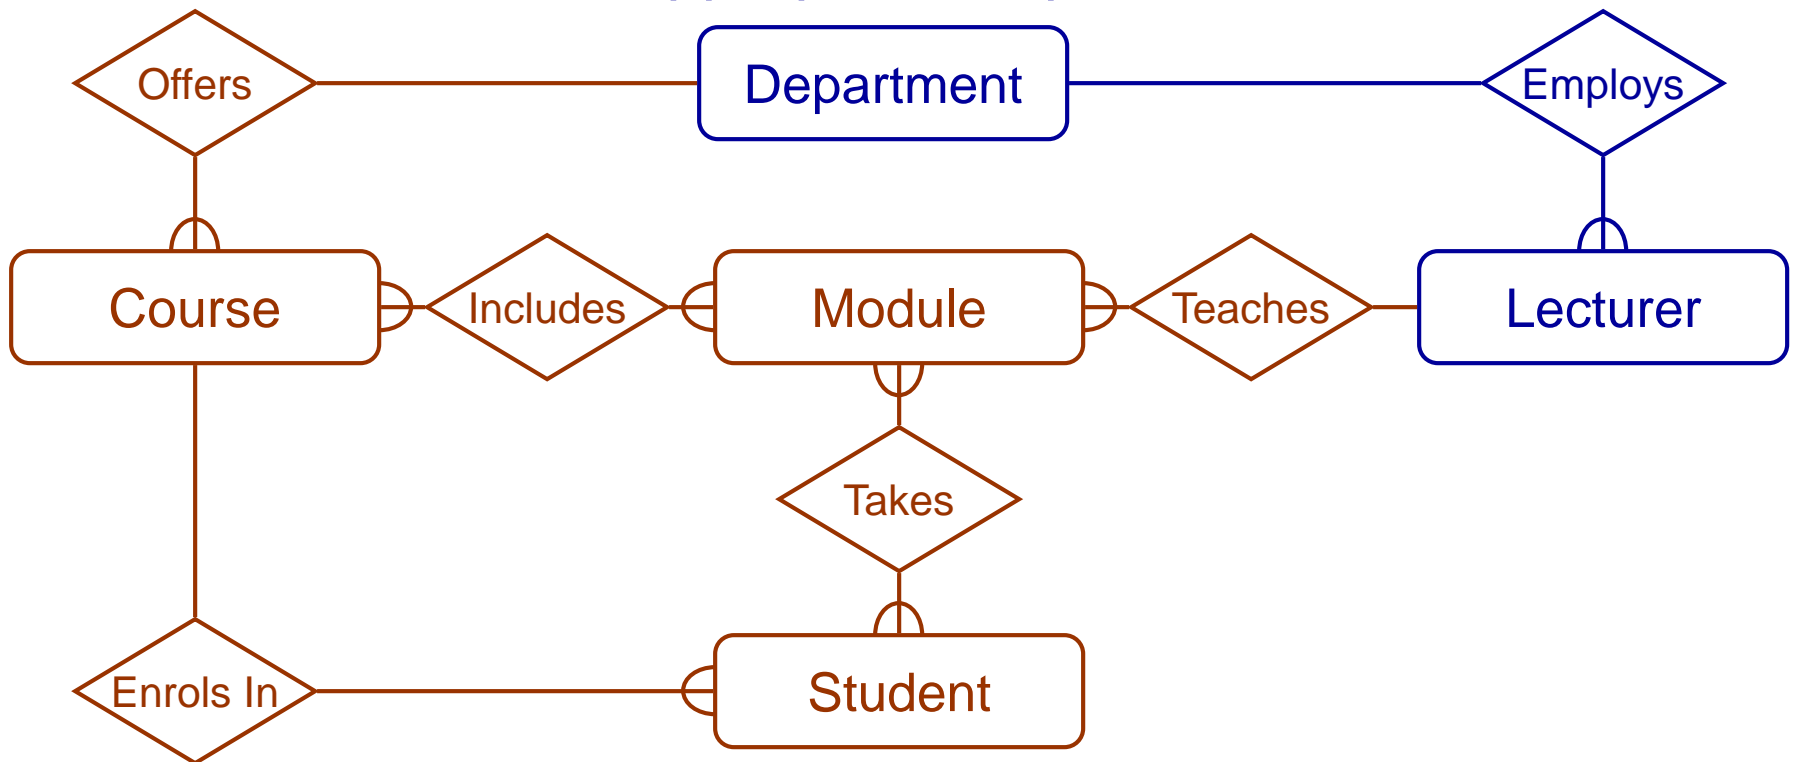 Offers
Department
Employs
Course
Includes
Module
Teaches
Lecturer
Takes
Enrols In
Student